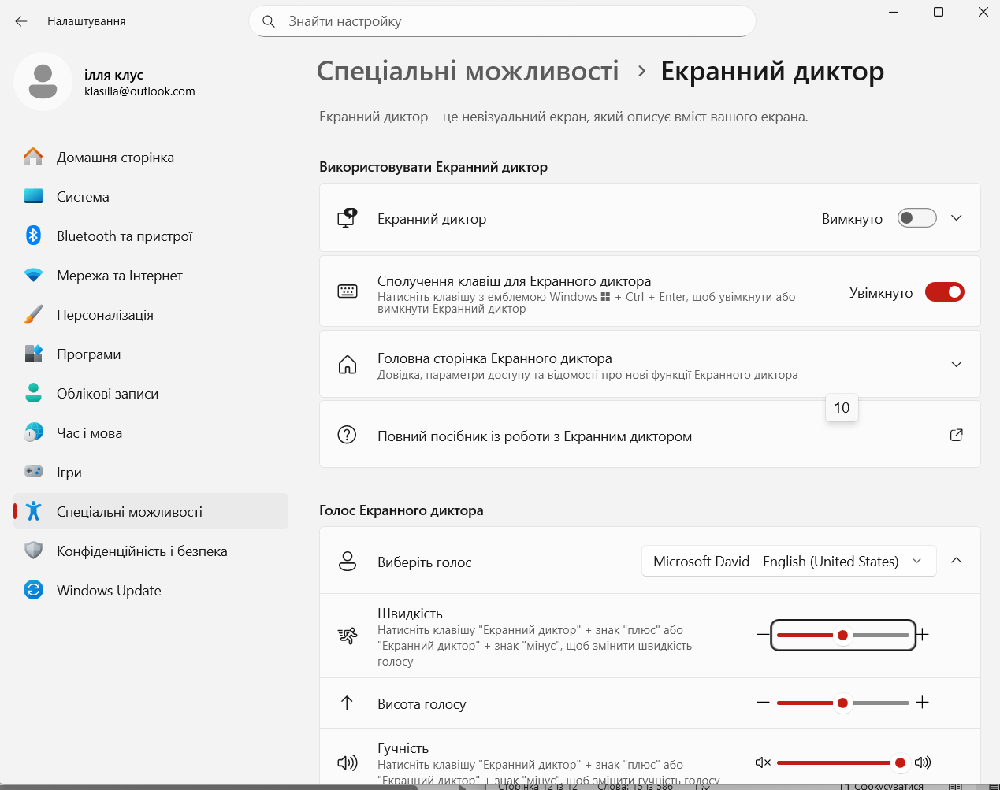 Налаштування
Знайти настройку
ілля клус
klasilla@outlook.com
Домашня сторінка
Система
Bluetooth та пристрої
Мережа та Інтернет
Персоналізація
Програми
Облікові записи
Час і мова
Ігри
Спеціальні можливості
Конфіденційність і безпека
Windows Update
Спеціальні можливості › Екранний диктор
Екранний диктор – це невізуальний екран, який описує вміст вашого екрана.
Використовувати Екранний диктор
Екранний диктор
Вимкнуто
Сполучення клавіш для Екранного диктора
Натисніть клавішу з емблемою Windows + Ctrl + Enter, щоб увімкнути або
вимкнути Екранний диктор
Увімкнуто
Головна сторінка Екранного диктора
Довідка, параметри доступу та відомості про нові функції Екранного диктора
10
Повний посібник із роботи з Екранним диктором
Голос Екранного диктора
Виберіть голос
Microsoft David - English (United States)
Швидкість
Натисніть клавішу "Екранний диктор" + знак "плюс" або
"Екранний диктор" + знак "мінус", щоб змінити швидкість
голосу
Висота голосу
Гучність
Натисніть клавішу "Екранний диктор" + знак "плюс" або
"Екранний диктор" + знак "мінус", щоб змінити гучність голосу
Сторінка 12 із 12 Слова: 15 із 586
Сфокусуватися